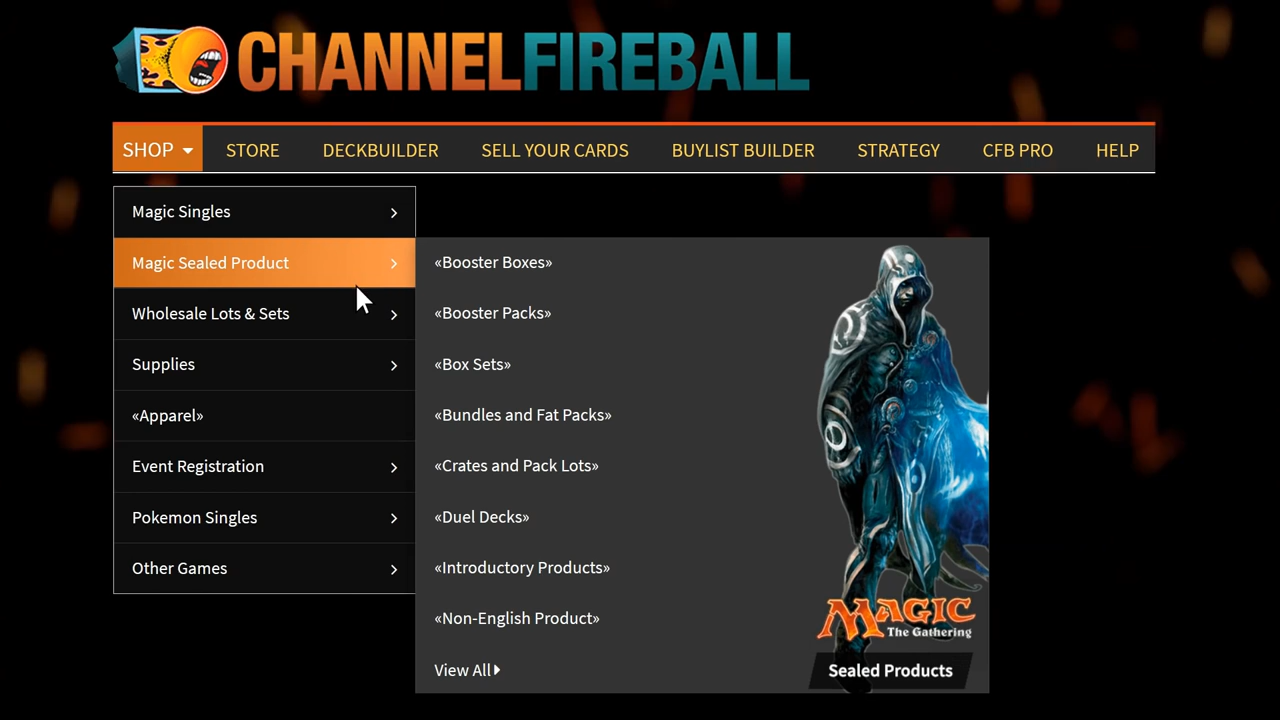 CHANNELFIREBALL
SHOP STORE DECKBUILDER SELL YOUR CARDS BUYLIST BUILDER STRATEGY CFB PRO HELP
Magic Singles
Magic Sealed Product
Wholesale Lots & Sets
Supplies
«Apparel»
Event Registration
Pokemon Singles
Other Games
«Booster Boxes»
«Booster Packs»
«Box Sets»
«Bundles and Fat Packs»
«Crates and Pack Lots»
«Duel Decks»
«Introductory Products»
«Non-English Product»
View All
MAGIC
The Gathering
Sealed Products